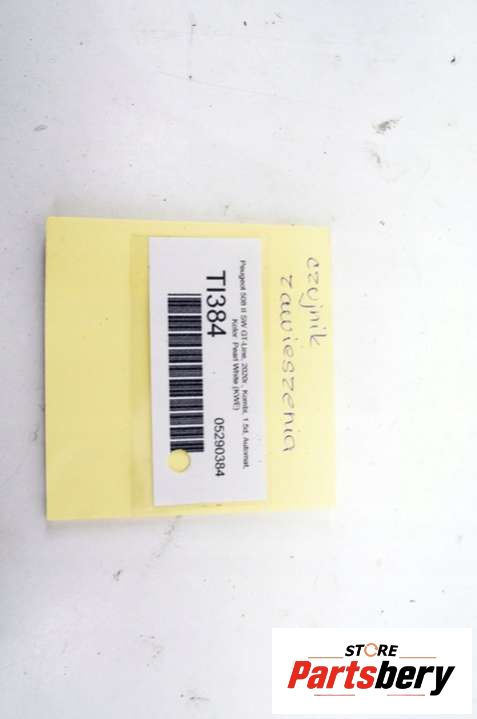 czujnik
zawieszenia
Peugeot 508 II SW GT-Line, 2020r., Kombi, 1.5d, Automat,
Kolor: Pearl White (KWE)
TI384
05290384
STORE
Partsbery